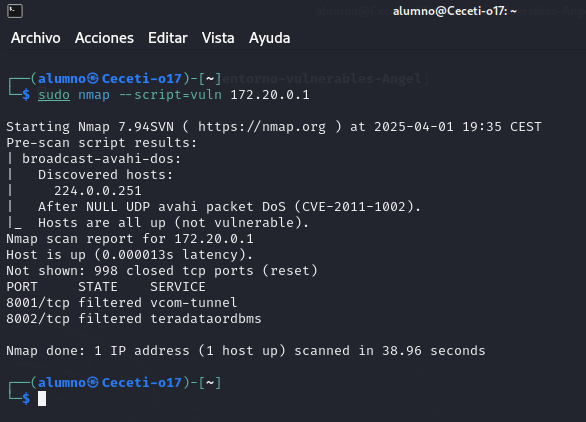 alumno@Ceceti-o17: ~
Archivo Acciones Editar Vista Ayuda
┌──(alumno㉿Ceceti-o17)-[~]
└─$ sudo nmap --script=vuln 172.20.0.1
Starting Nmap 7.94SVN ( https://nmap.org ) at 2025-04-01 19:35 CEST
Pre-scan script results:
| broadcast-avahi-dos:
|   Discovered hosts:
|     224.0.0.251
|   After NULL UDP avahi packet DoS (CVE-2011-1002).
|_  Hosts are all up (not vulnerable).
Nmap scan report for 172.20.0.1
Host is up (0.000013s latency).
Not shown: 998 closed tcp ports (reset)
PORT     STATE    SERVICE
8001/tcp filtered vcom-tunnel
8002/tcp filtered teradataordbms
Nmap done: 1 IP address (1 host up) scanned in 38.96 seconds
┌──(alumno㉿Ceceti-o17)-[~]
└─$